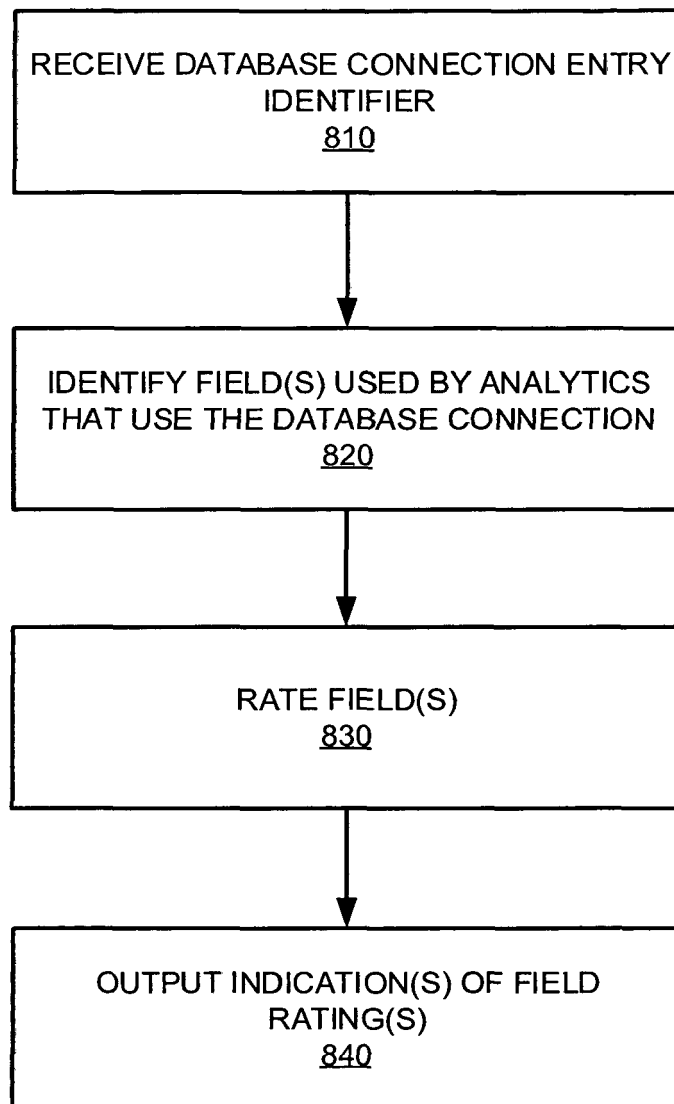 RECEIVE DATABASE CONNECTION ENTRY
IDENTIFIER
810
IDENTIFY FIELD(S) USED BY ANALYTICS
THAT USE THE DATABASE CONNECTION
820
RATE FIELD(S)
830
OUTPUT INDICATION(S) OF FIELD
RATING(S)
840